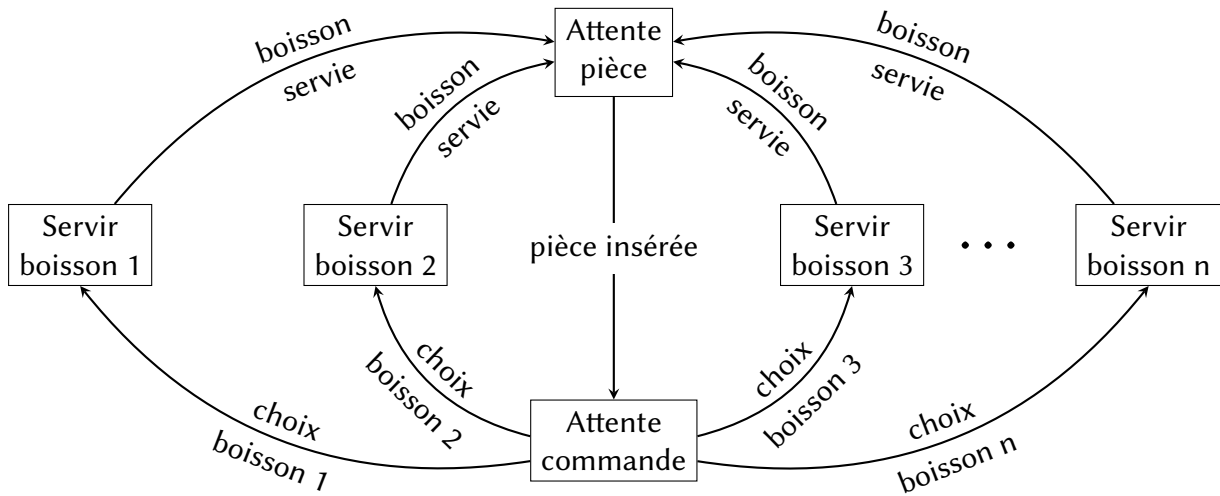 Attente
pièce
boisson
servie
boisson
servie
boisson
servie
boisson
servie
Servir
boisson 1
Servir
boisson 2
pièce insérée
Servir
boisson 3
...
Servir
boisson n
choix
boisson 1
choix
boisson 2
Attente
commande
choix
boisson 3
choix
boisson n